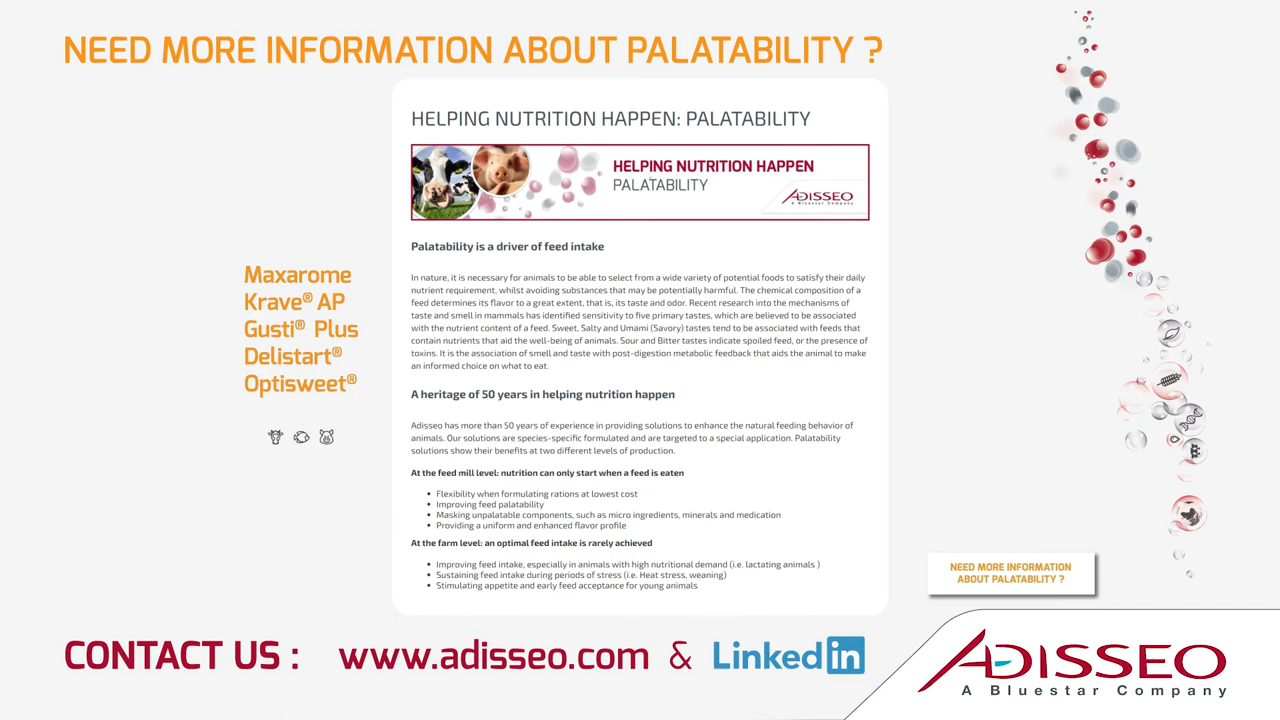 NEED MORE INFORMATION ABOUT PALATABILITY ?
HELPING NUTRITION HAPPEN: PALATABILITY
HELPING NUTRITION HAPPEN
PALATABILITY
ADISSEO
A Bluestar Company
Palatability is a driver of feed intake
In nature, it is necessary for animals to be able to select from a wide variety of potential foods to satisfy their daily
nutrient requirement, whilst avoiding substances that may be potentially harmful. The chemical composition of a
feed determines its flavor to a great extent, that is, its taste and odor. Recent research into the mechanisms of
taste and smell in mammals has identified sensitivity to five primary tastes, which are believed to be associated
with the nutrient content of a feed. Sweet, Salty and Umami (Savory) tastes tend to be associated with feeds that
contain nutrients that aid the well-being of animals. Sour and Bitter tastes indicate spoiled feed, or the presence of
toxins. It is the association of smell and taste with post-digestion metabolic feedback that aids the animal to make
an informed choice on what to eat.
A heritage of 50 years in helping nutrition happen
Adisseo has more than 50 years of experience in providing solutions to enhance the natural feeding behavior of
animals. Our solutions are species-specific formulated and are targeted to a special application. Palatability
solutions show their benefits at two different levels of production.
At the feed mill level: nutrition can only start when a feed is eaten
• Flexibility when formulating rations at lowest cost
• Improving feed palatability
• Masking unpalatable components, such as micro ingredients, minerals and medication
• Providing a uniform and enhanced flavor profile
At the farm level: an optimal feed intake is rarely achieved
• Improving feed intake, especially in animals with high nutritional demand (i.e. lactating animals )
• Sustaining feed intake during periods of stress (i.e. Heat stress, weaning)
• Stimulating appetite and early feed acceptance for young animals
Maxarome
Krave® AP
Gusti® Plus
Delistart®
Optisweet®
NEED MORE INFORMATION
ABOUT PALATABILITY ?
CONTACT US : www.adisseo.com & Linkedin
ADISSEO
A Bluestar Company